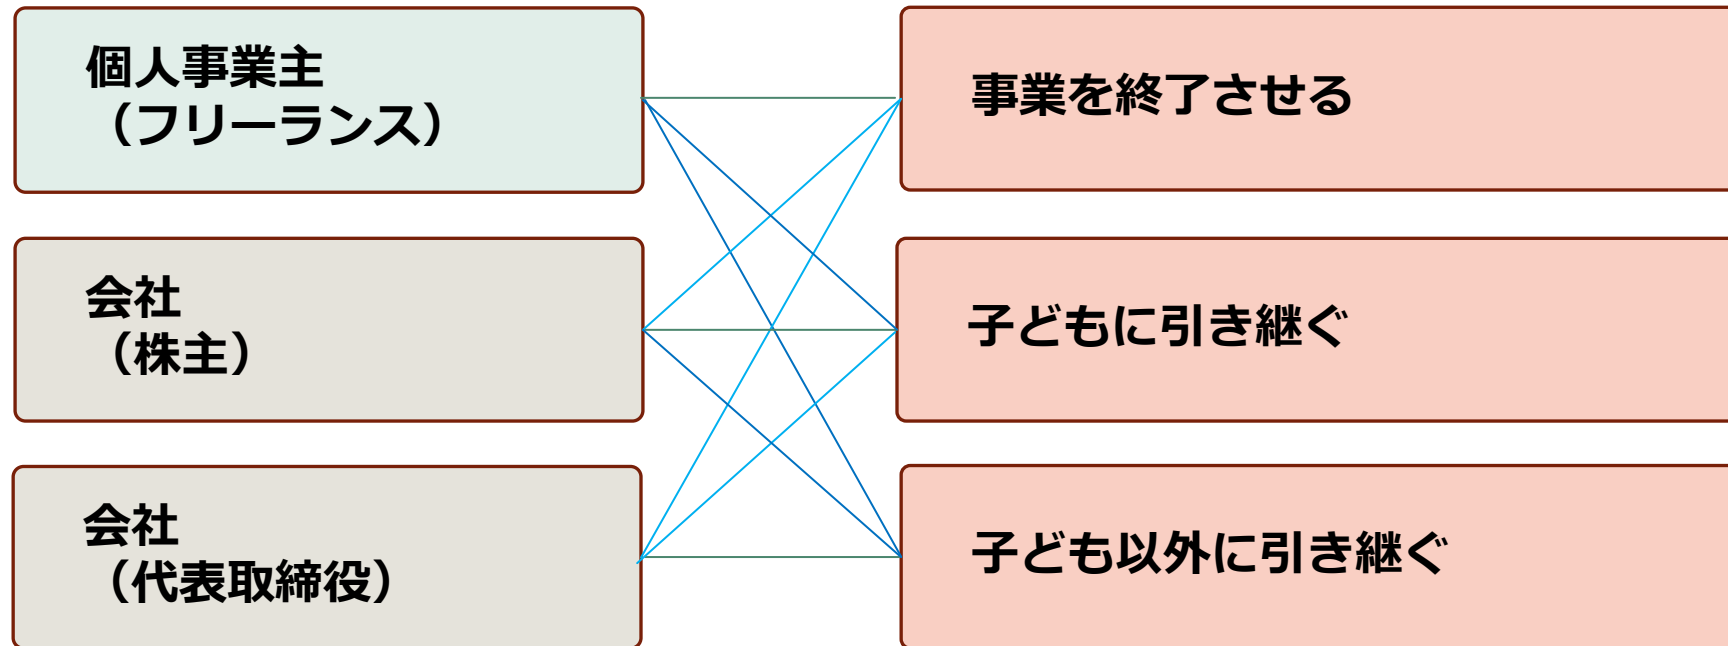 個人事業主
（フリーランス）
事業を終了させる
会社
（株主）
子どもに引き継ぐ
会社
（代表取締役）
子ども以外に引き継ぐ